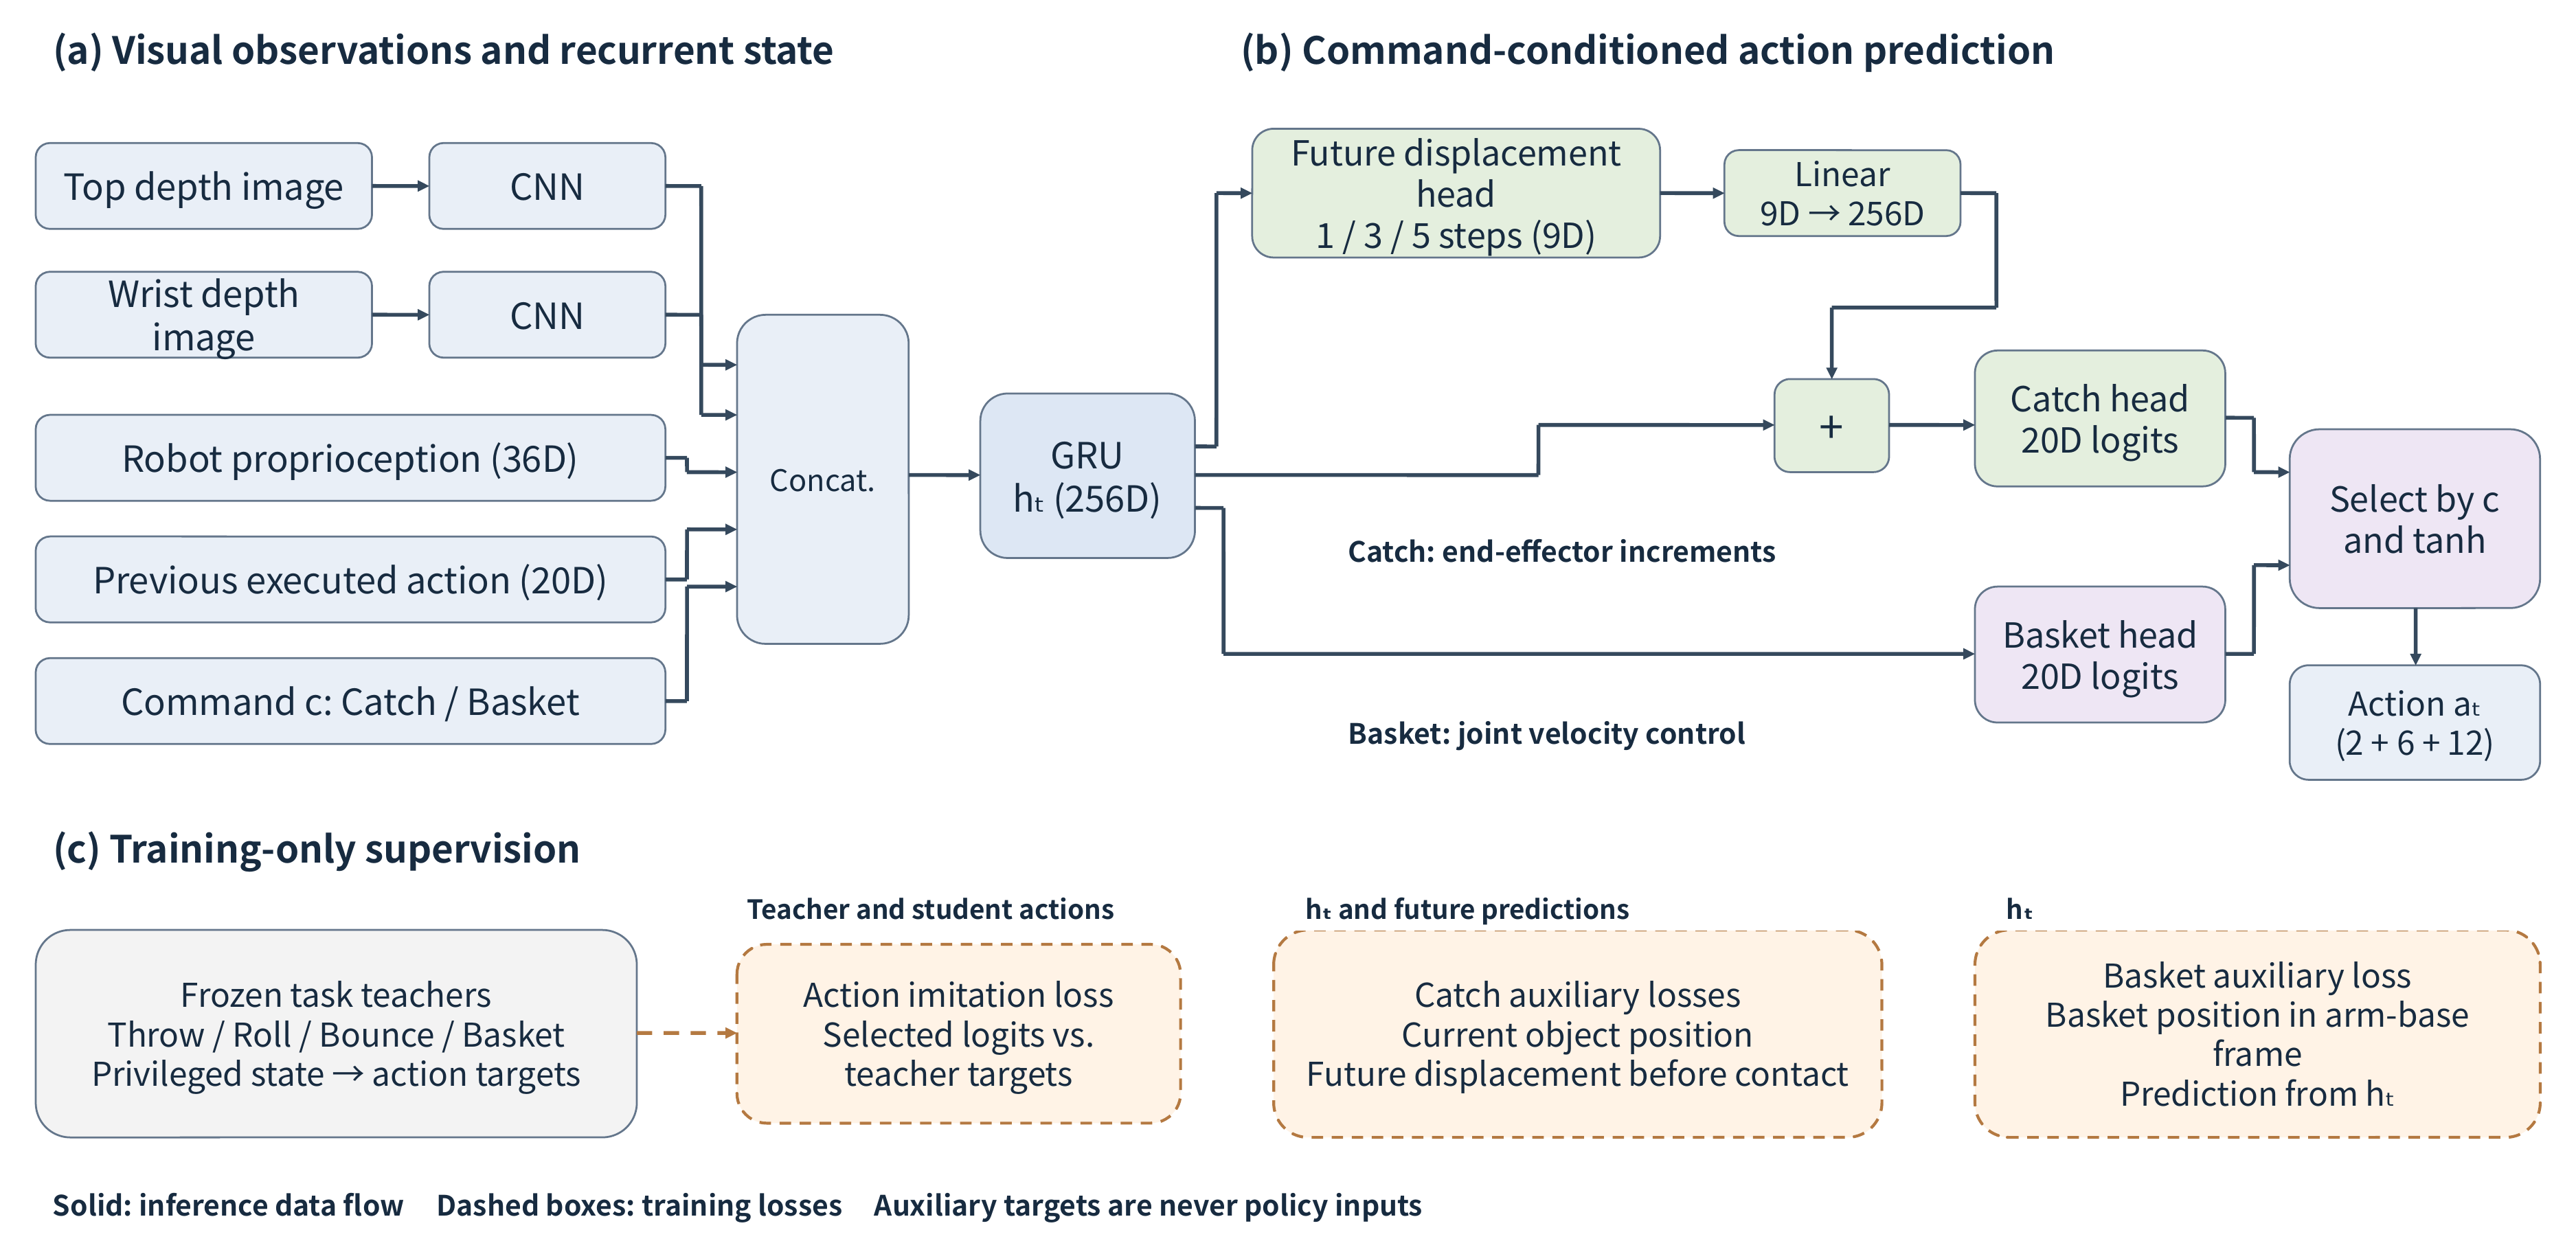 (a) Visual observations and recurrent state
Top depth image
CNN
Wrist depth
image
CNN
Robot proprioception (36D)
Previous executed action (20D)
Command c: Catch / Basket
Concat.
GRU
hₜ (256D)
(b) Command-conditioned action prediction
Future displacement
head
1 / 3 / 5 steps (9D)
Linear
9D → 256D
+
Catch head
20D logits
Catch: end-effector increments
Basket head
20D logits
Basket: joint velocity control
Select by c
and tanh
Action aₜ
(2 + 6 + 12)
(c) Training-only supervision
Frozen task teachers
Throw / Roll / Bounce / Basket
Privileged state → action targets
Teacher and student actions
Action imitation loss
Selected logits vs.
teacher targets
hₜ and future predictions
Catch auxiliary losses
Current object position
Future displacement before contact
hₜ
Basket auxiliary loss
Basket position in arm-base
frame
Prediction from hₜ
Solid: inference data flow Dashed boxes: training losses Auxiliary targets are never policy inputs